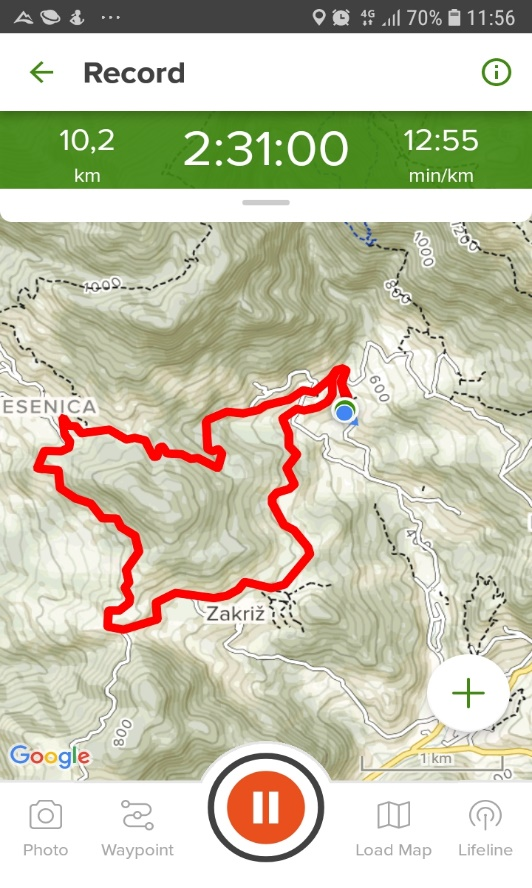 4G 70% 11:56
Record
10,2 2:31:00 12:55
km min/km
1000
1200
1000
800
600
ESENICA
Zakriž
800
Google
1 km
Photo Waypoint Load Map Lifeline